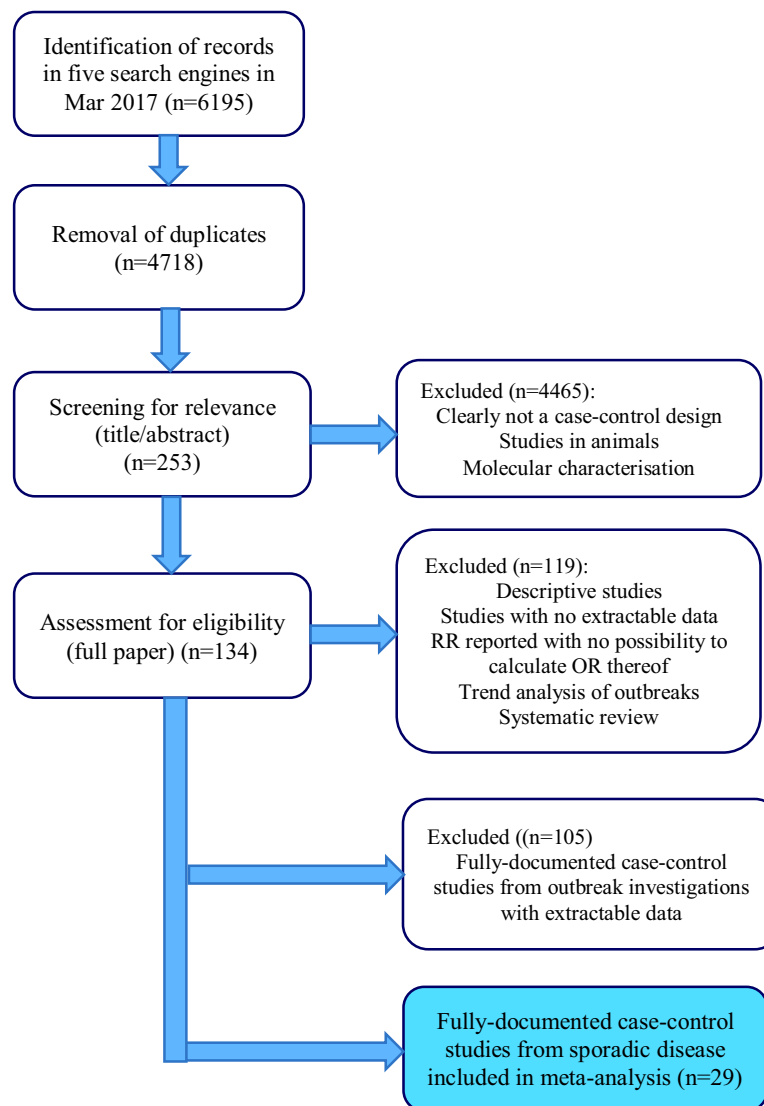 Identification of records
in five search engines in
Mar 2017 (n=6195)
Removal of duplicates
(n=4718)
Screening for relevance
(title/abstract)
(n=253)
Excluded (n=4465):
Clearly not a case-control design
Studies in animals
Molecular characterisation
Assessment for eligibility
(full paper) (n=134)
Excluded (n=119):
Descriptive studies
Studies with no extractable data
RR reported with no possibility to
calculate OR thereof
Trend analysis of outbreaks
Systematic review
Excluded ((n=105)
Fully-documented case-control
studies from outbreak investigations
with extractable data
Fully-documented case-control
studies from sporadic disease
included in meta-analysis (n=29)